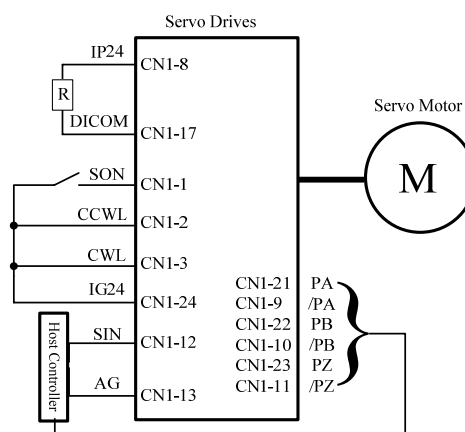 Servo Drives
IP24
CN1-8
R
DICOM
CN1-17
Servo Motor
M
SON
CN1-1
CCWL
CN1-2
CWL
CN1-3
IG24
CN1-24
SIN
CN1-12
AG
CN1-13
Host Controller
CN1-21 PA
CN1-9 /PA
CN1-22 PB
CN1-10 /PB
CN1-23 PZ
CN1-11 /PZ